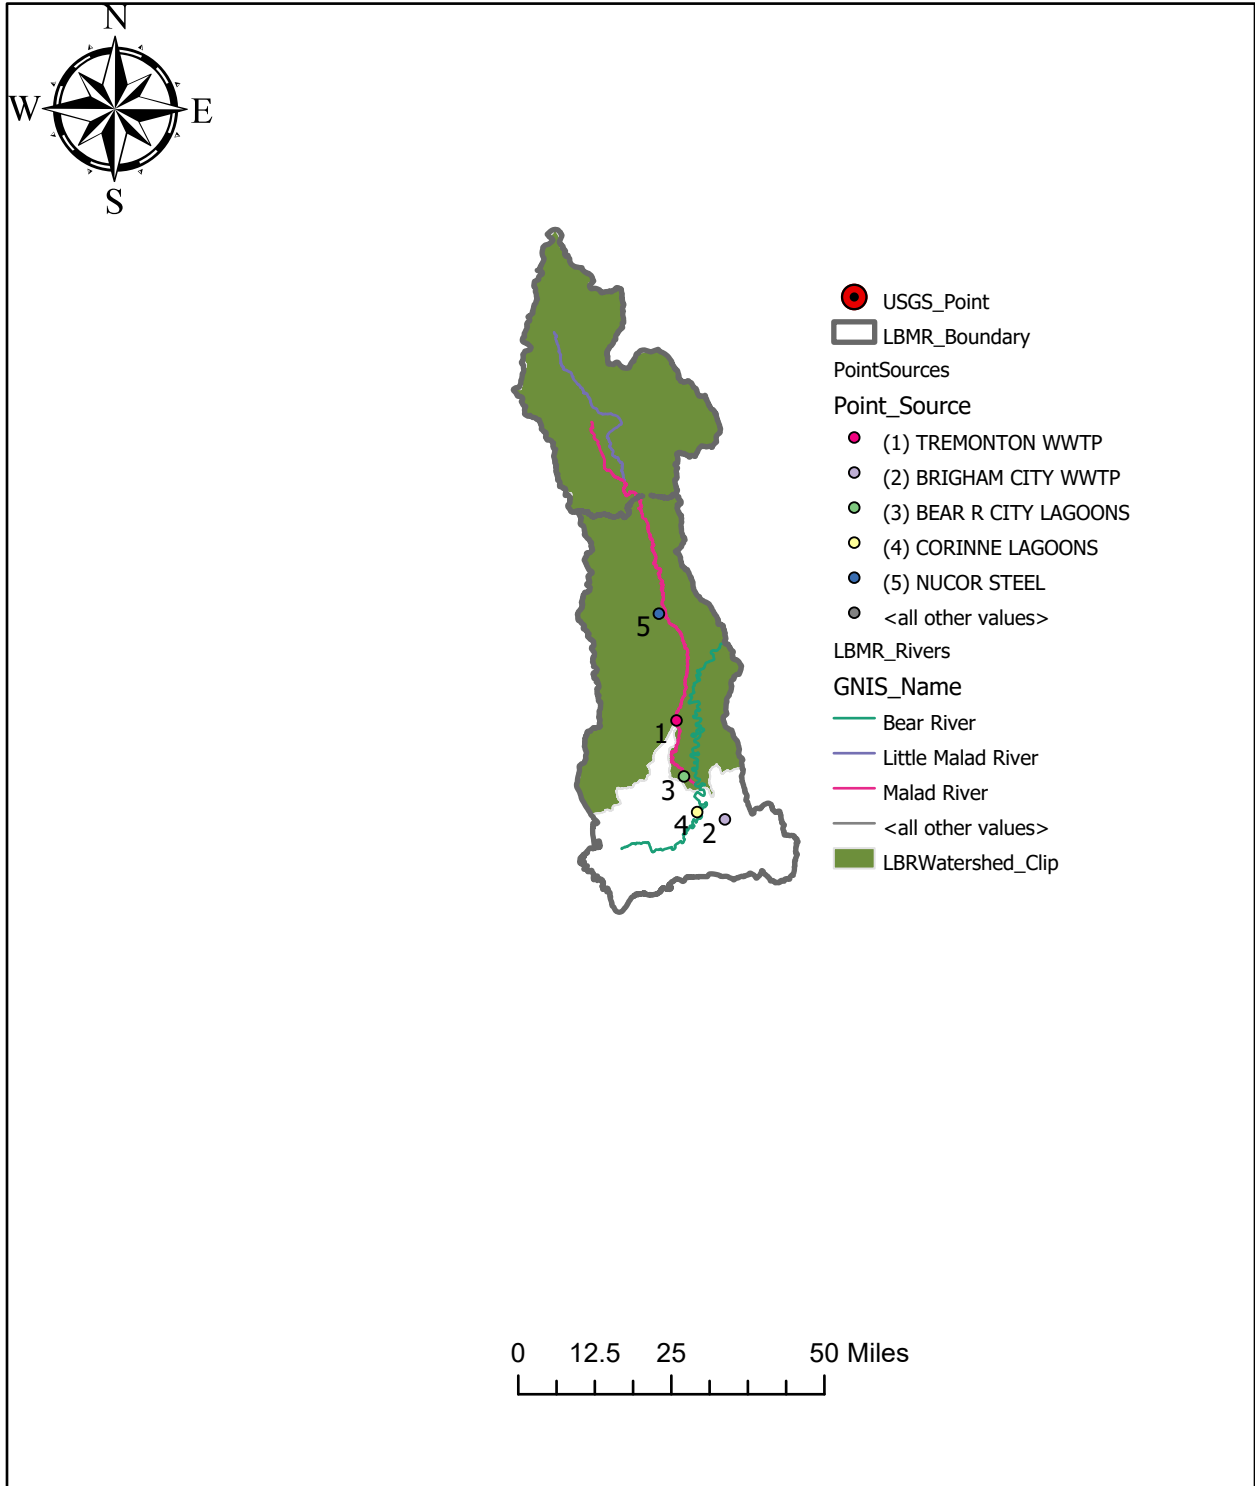 N
W E
S
USGS_Point
LBMR_Boundary
PointSources
Point_Source
(1) TREMONTON WWTP
(2) BRIGHAM CITY WWTP
(3) BEAR R CITY LAGOONS
(4) CORINNE LAGOONS
(5) NUCOR STEEL
<all other values>
LBMR_Rivers
GNIS_Name
Bear River
Little Malad River
Malad River
<all other values>
LBRWatershed_Clip
5
1
3
4
2
0 12.5 25 50 Miles